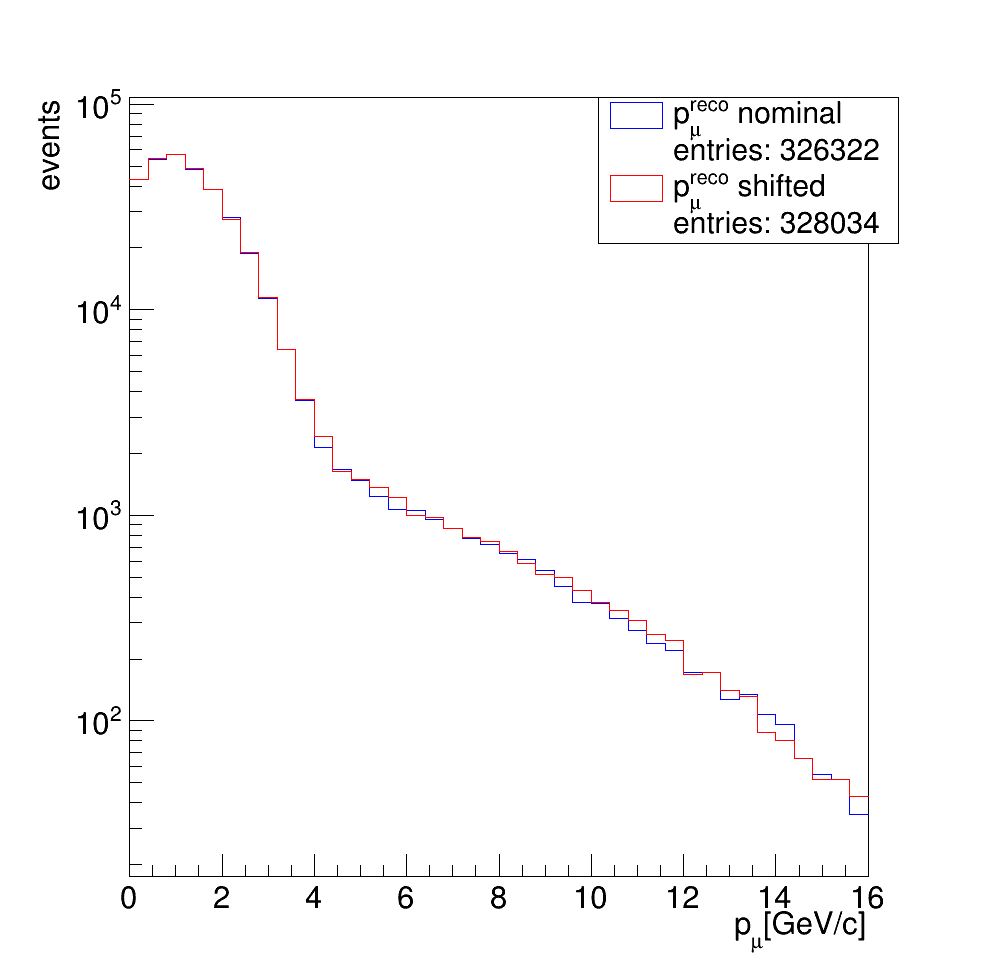 events
10^5
10^4
10^3
10^2
p_μ^reco nominal
entries: 326322
p_μ^reco shifted
entries: 328034
0 2 4 6 8 10 12 14 16
p_μ[GeV/c]